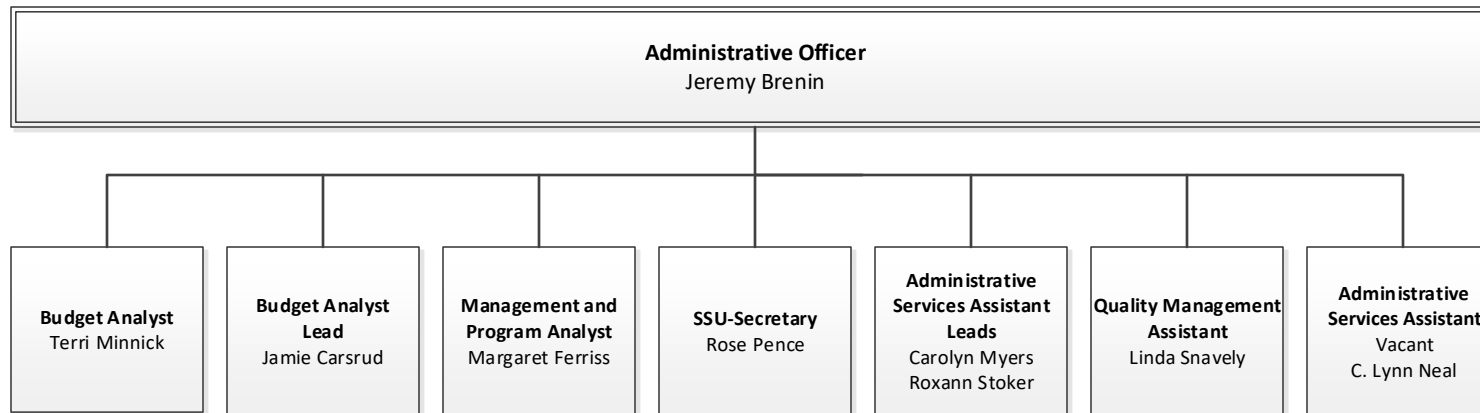 Administrative Officer
Jeremy Brenin
Budget Analyst
Terri Minnick
Budget Analyst
Lead
Jamie Carsrud
Management and
Program Analyst
Margaret Ferriss
SSU-Secretary
Rose Pence
Administrative
Services Assistant
Leads
Carolyn Myers
Roxann Stoker
Quality Management
Assistant
Linda Snavely
Administrative
Services Assistant
Vacant
C. Lynn Neal